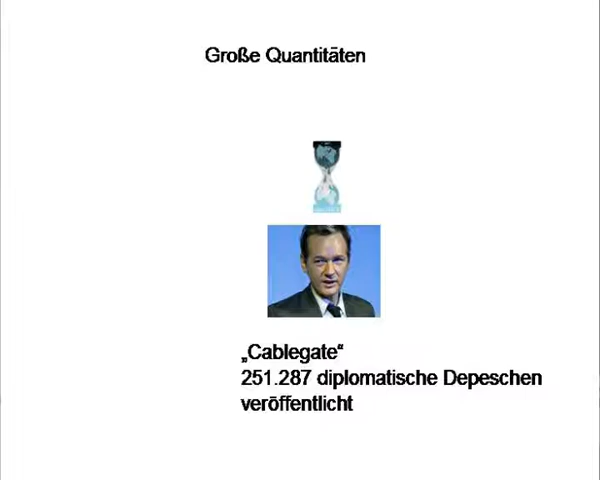 Große Quantitäten
„Cablegate“
251.287 diplomatische Depeschen
veröffentlicht